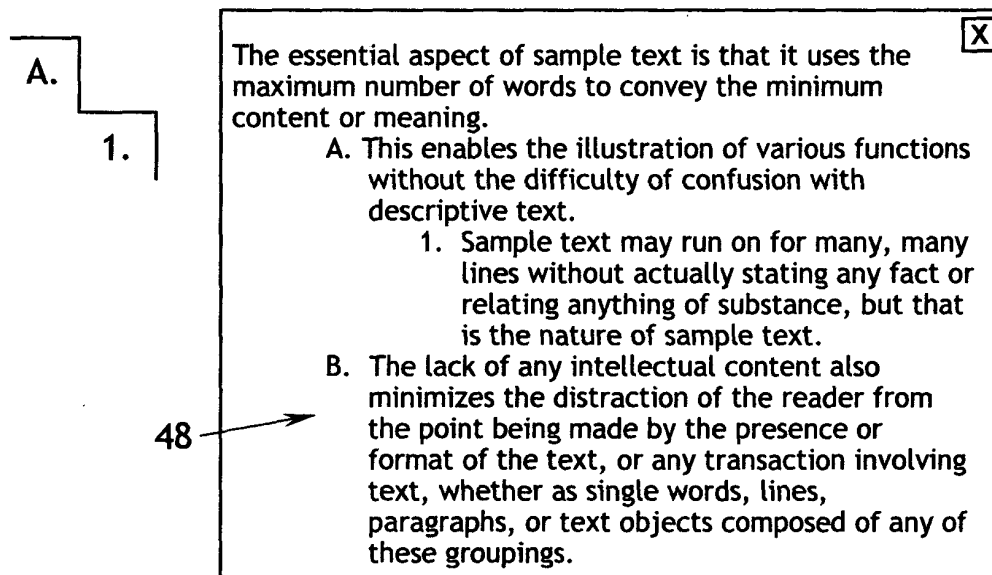 X
A.
1.
The essential aspect of sample text is that it uses the
maximum number of words to convey the minimum
content or meaning.
A. This enables the illustration of various functions
without the difficulty of confusion with
descriptive text.
1. Sample text may run on for many, many
lines without actually stating any fact or
relating anything of substance, but that
is the nature of sample text.
B. The lack of any intellectual content also
minimizes the distraction of the reader from
the point being made by the presence or
format of the text, or any transaction involving
text, whether as single words, lines,
paragraphs, or text objects composed of any of
these groupings.
48